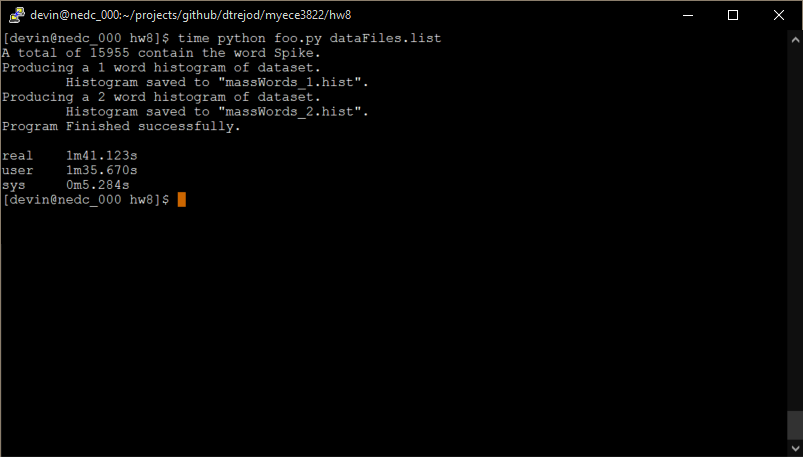 devin@nedc_000:~/projects/github/dtrejod/myece3822/hw8
[devin@nedc_000 hw8]$ time python foo.py dataFiles.list
A total of 15955 contain the word Spike.
Producing a 1 word histogram of dataset.
        Histogram saved to "massWords_1.hist".
Producing a 2 word histogram of dataset.
        Histogram saved to "massWords_2.hist".
Program Finished successfully.

real    1m41.123s
user    1m35.670s
sys     0m5.284s
[devin@nedc_000 hw8]$